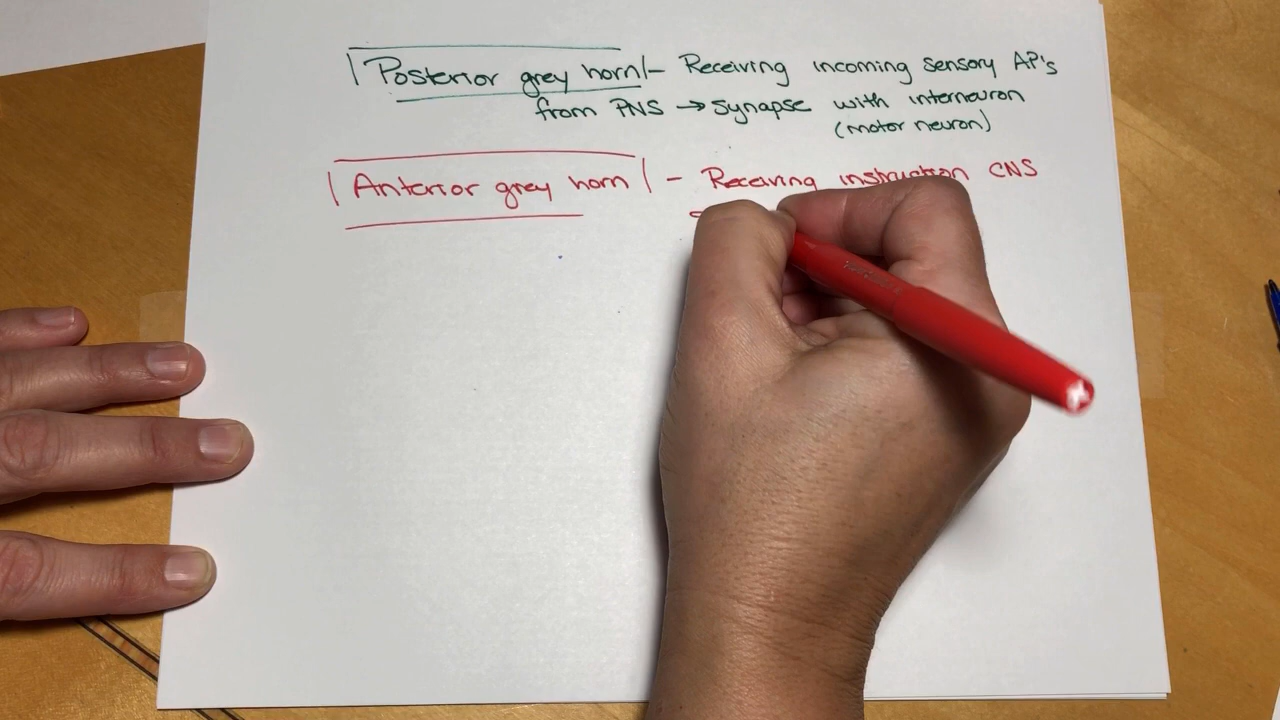 Posterior grey horn - Receiving incoming sensory AP's
from PNS → synapse with interneuron
(motor neuron)
Anterior grey horn - Receiving instruction CNS